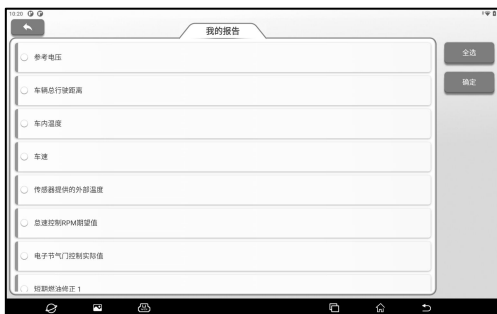 10:20
我的报告
参考电压
全选
车辆总行驶距离
确定
车内温度
车速
传感器提供的外部温度
总速控制RPM期望值
电子节气门控制实际值
短期燃油修正 1